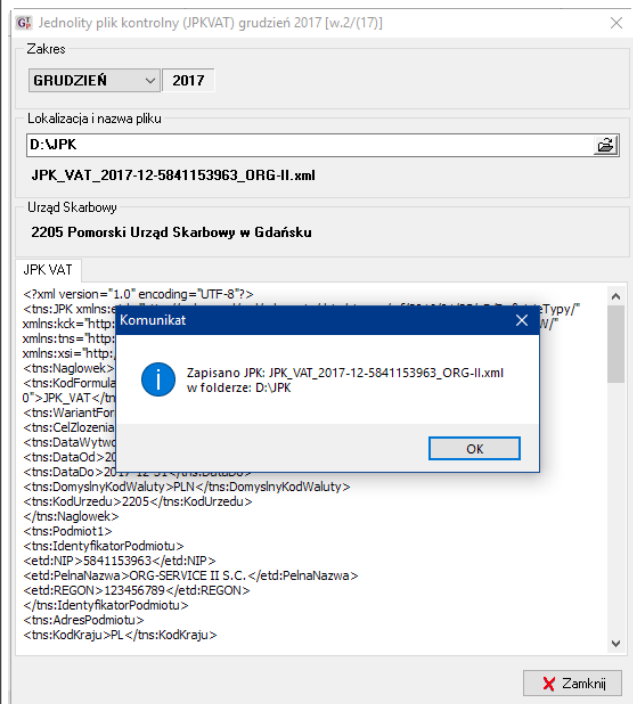 Jednolity plik kontrolny (JPKVAT) grudzień 2017 [w.2/(17)]
Zakres
GRUDZIEŃ 2017
Lokalizacja i nazwa pliku
D:\JPK
JPK_VAT_2017-12-5841153963_ORG-II.xml
Urząd Skarbowy
2205 Pomorski Urząd Skarbowy w Gdańsku
JPK VAT
<?xml version="1.0" encoding="UTF-8"?>
<tns:JPK xmlns:e
eTypy/"
xmlns:kck="http:
W/"
xmlns:tns="http:
xmlns:xsi="http:
<tns:Naglowek>
<tns:KodFormula
0">JPK_VAT</tn
<tns:WariantFor
<tns:CelZlozenia
<tns:DataWytwo
<tns:DataOd>20
<tns:DataDo>2017-12-31</tns:DataDo>
<tns:DomyslnyKodWaluty>PLN</tns:DomyslnyKodWaluty>
<tns:KodUrzedu>2205</tns:KodUrzedu>
</tns:Naglowek>
<tns:Podmiot1>
<tns:IdentyfikatorPodmiotu>
<etd:NIP>5841153963</etd:NIP>
<etd:PelnaNazwa>ORG-SERVICE II S.C.</etd:PelnaNazwa>
<etd:REGON>123456789</etd:REGON>
</tns:IdentyfikatorPodmiotu>
<tns:AdresPodmiotu>
<tns:KodKraju>PL</tns:KodKraju>
Komunikat
Zapisano JPK: JPK_VAT_2017-12-5841153963_ORG-II.xml
w folderze: D:\JPK
OK
Zamknij